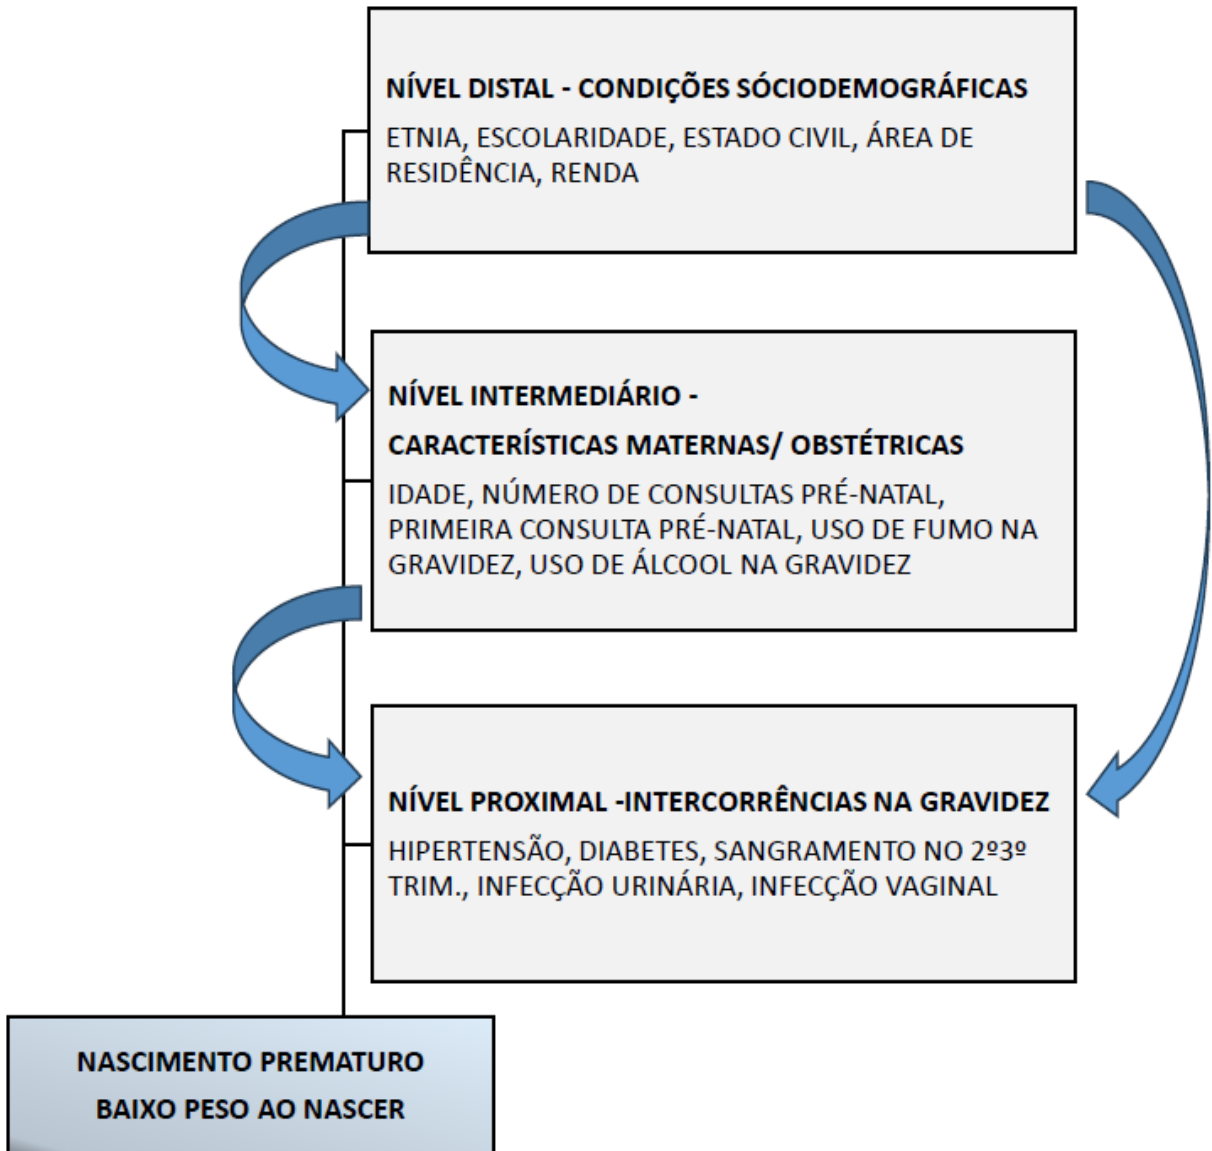 NÍVEL DISTAL - CONDIÇÕES SÓCIODEMOGRÁFICAS
ETNIA, ESCOLARIDADE, ESTADO CIVIL, ÁREA DE
RESIDÊNCIA, RENDA
NÍVEL INTERMEDIÁRIO -
CARACTERÍSTICAS MATERNAS/ OBSTÉTRICAS
IDADE, NÚMERO DE CONSULTAS PRÉ-NATAL,
PRIMEIRA CONSULTA PRÉ-NATAL, USO DE FUMO NA
GRAVIDEZ, USO DE ÁLCOOL NA GRAVIDEZ
NÍVEL PROXIMAL -INTERCORRÊNCIAS NA GRAVIDEZ
HIPERTENSÃO, DIABETES, SANGRAMENTO NO 2º3º
TRIM., INFECÇÃO URINÁRIA, INFECÇÃO VAGINAL
NASCIMENTO PREMATURO
BAIXO PESO AO NASCER